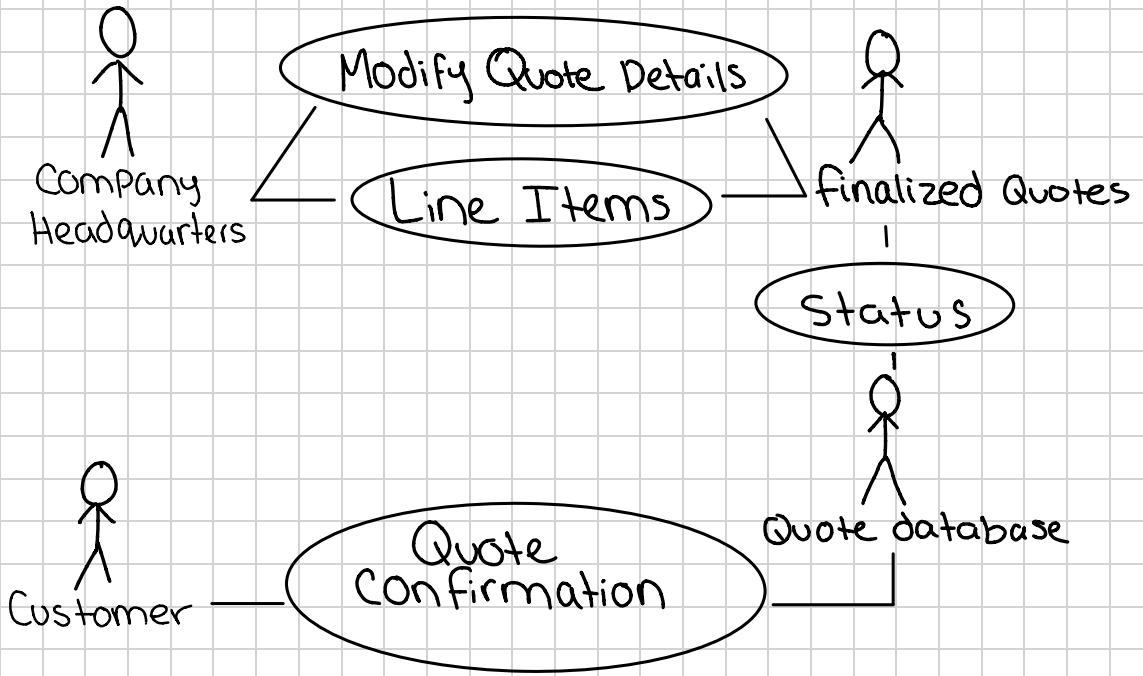 Modify Quote Details
Company
Headquarters
Line Items
finalized Quotes
Status
Quote database
Quote
Confirmation
Customer